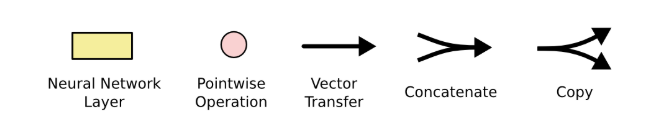 Neural Network
Layer
Pointwise
Operation
Vector
Transfer
Concatenate
Copy